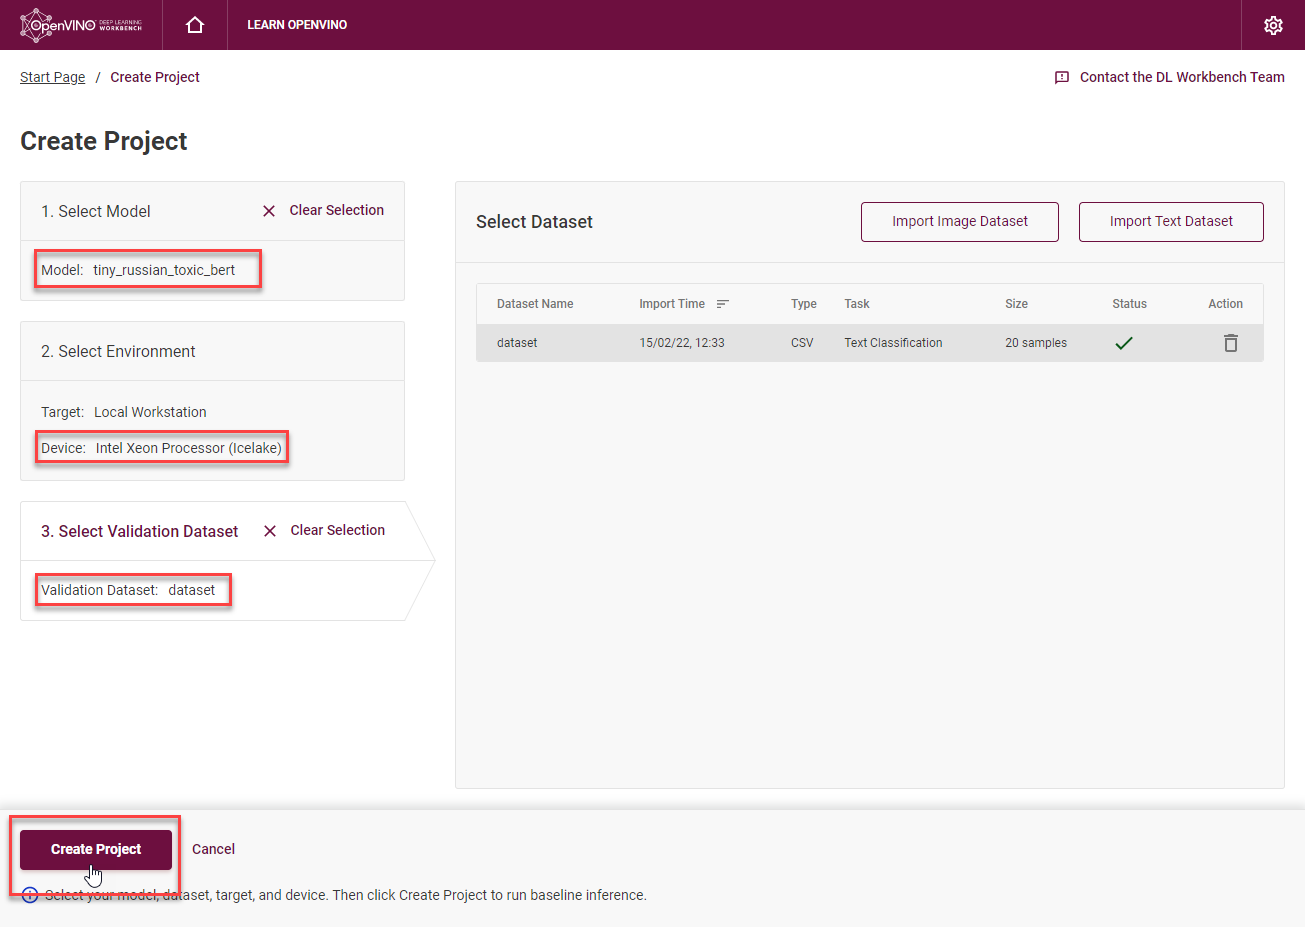 OpenVINO DEEP LEARNING WORKBENCH
LEARN OPENVINO
Start Page / Create Project
Contact the DL Workbench Team
Create Project
1. Select Model
Clear Selection
Model: tiny_russian_toxic_bert
2. Select Environment
Target: Local Workstation
Device: Intel Xeon Processor (Icelake)
3. Select Validation Dataset
Clear Selection
Validation Dataset: dataset
Select Dataset
Import Image Dataset
Import Text Dataset
Dataset Name Import Time Type Task Size Status Action
dataset 15/02/22, 12:33 CSV Text Classification 20 samples
Create Project
Cancel
Select your model, dataset, target, and device. Then click Create Project to run baseline inference.